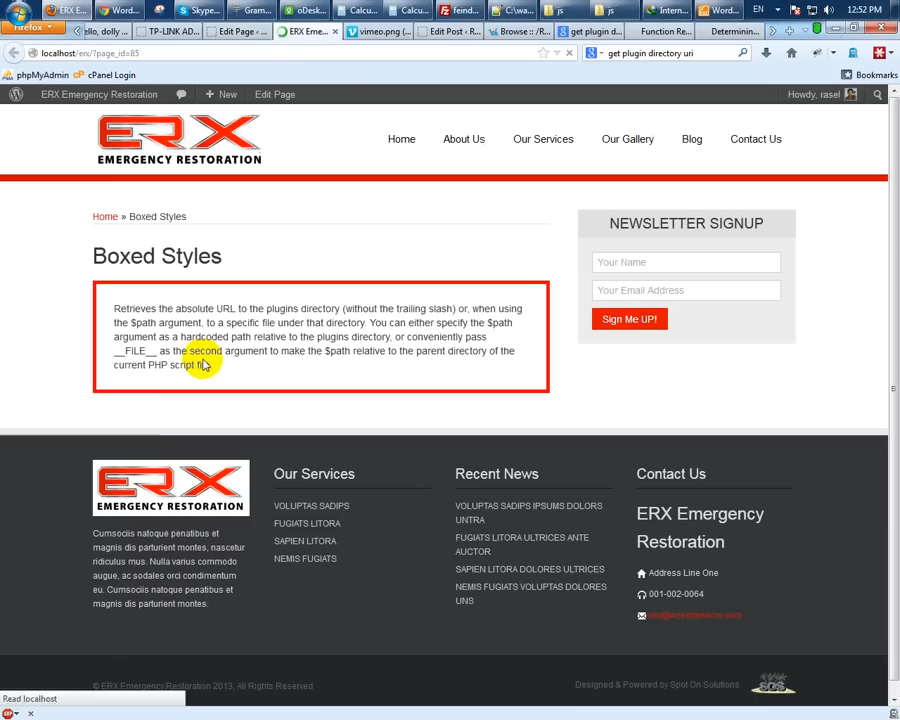 12:52 PM
EN
ERX E...
Word...
Skype...
Gram...
oDesk...
Calcu...
Calcu...
feind...
C:\wa...
js
js
Intern...
Word...
Firefox
ello, dolly
TP-LINK AD...
Edit Page ‹ ...
ERX Eme...
vimeo.png (...
Edit Post ‹ R...
Browse :: /R...
get plugin d...
Function Re...
Determinin...
localhost/erx/?page_id=85
get plugin directory uri
phpMyAdmin
cPanel Login
Bookmarks
ERX Emergency Restoration
New
Edit Page
Howdy, rasel
ERX
EMERGENCY RESTORATION
Home
About Us
Our Services
Our Gallery
Blog
Contact Us
Home » Boxed Styles
Boxed Styles
Retrieves the absolute URL to the plugins directory (without the trailing slash) or, when using
the $path argument, to a specific file under that directory. You can either specify the $path
argument as a hardcoded path relative to the plugins directory, or conveniently pass
__FILE__ as the second argument to make the $path relative to the parent directory of the
current PHP script
NEWSLETTER SIGNUP
Your Name
Your Email Address
Sign Me UP!
ERX
EMERGENCY RESTORATION
Cumsociis natoque penatibus et
magnis dis parturient montes, nascetur
ridiculus mus. Nulla varius commodo
augue, ac sodales orci condimentum
eu. Cumsociis natoque penatibus et
magnis dis parturient montes.
Our Services
VOLUPTAS SADIPS
FUGIATS LITORA
SAPIEN LITORA
NEMIS FUGIATS
Recent News
VOLUPTAS SADIPS IPSUMS DOLORS
UNTRA
FUGIATS LITORA ULTRICES ANTE
AUCTOR
SAPIEN LITORA DOLORES ULTRICES
NEMIS FUGIATS VOLUPTAS DOLORES
UNS
Contact Us
ERX Emergency
Restoration
Address Line One
001-002-0064
© ERX Emergency Restoration 2013, All Rights Reserved
Designed & Powered by Spot On Solutions
SOS
Read localhost